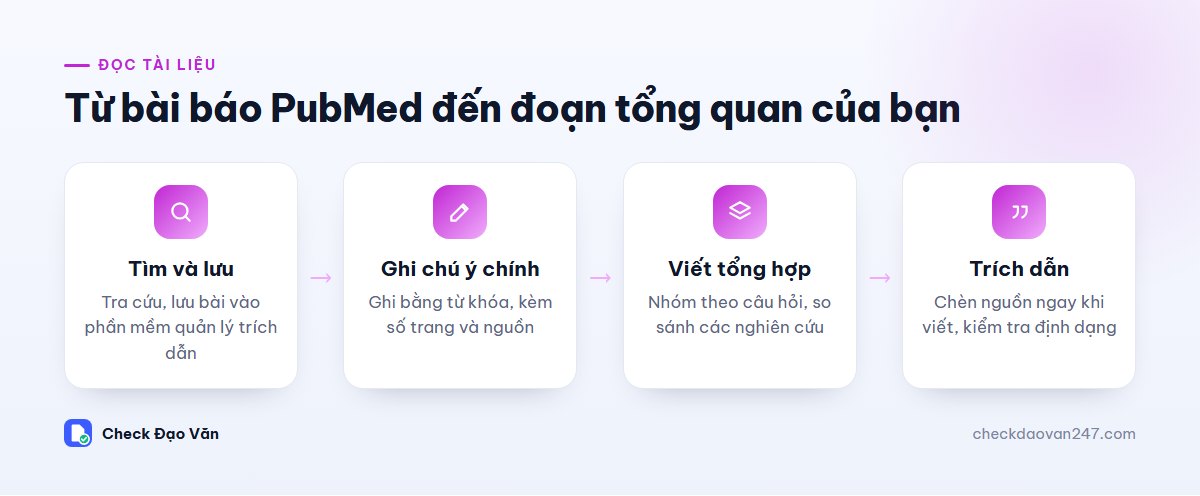 ĐỌC TÀI LIỆU
Từ bài báo PubMed đến đoạn tổng quan của bạn
Tìm và lưu
Tra cứu, lưu bài vào
phần mềm quản lý trích
dẫn
Ghi chú ý chính
Ghi bằng từ khóa, kèm
số trang và nguồn
Viết tổng hợp
Nhóm theo câu hỏi, so
sánh các nghiên cứu
Trích dẫn
Chèn nguồn ngay khi
viết, kiểm tra định dạng
Check Đạo Văn
checkdaovan247.com